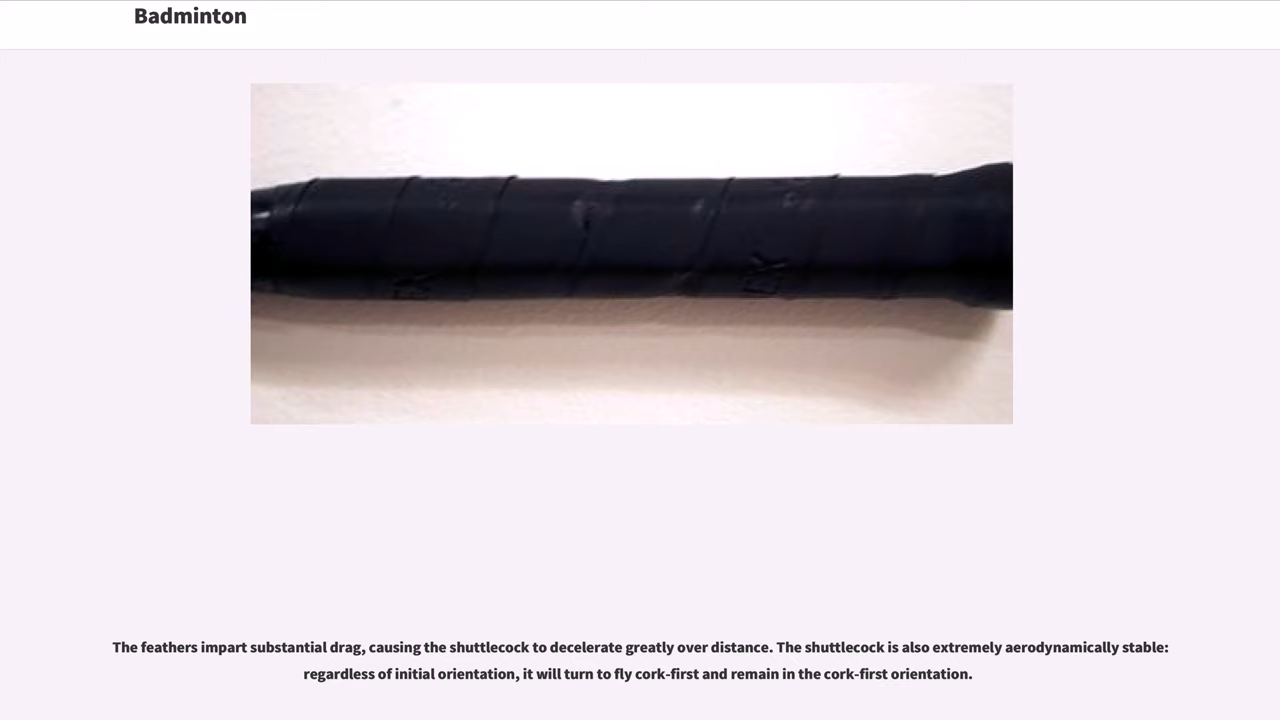 Badminton
EX
The feathers impart substantial drag, causing the shuttlecock to decelerate greatly over distance. The shuttlecock is also extremely aerodynamically stable:
regardless of initial orientation, it will turn to fly cork-first and remain in the cork-first orientation.